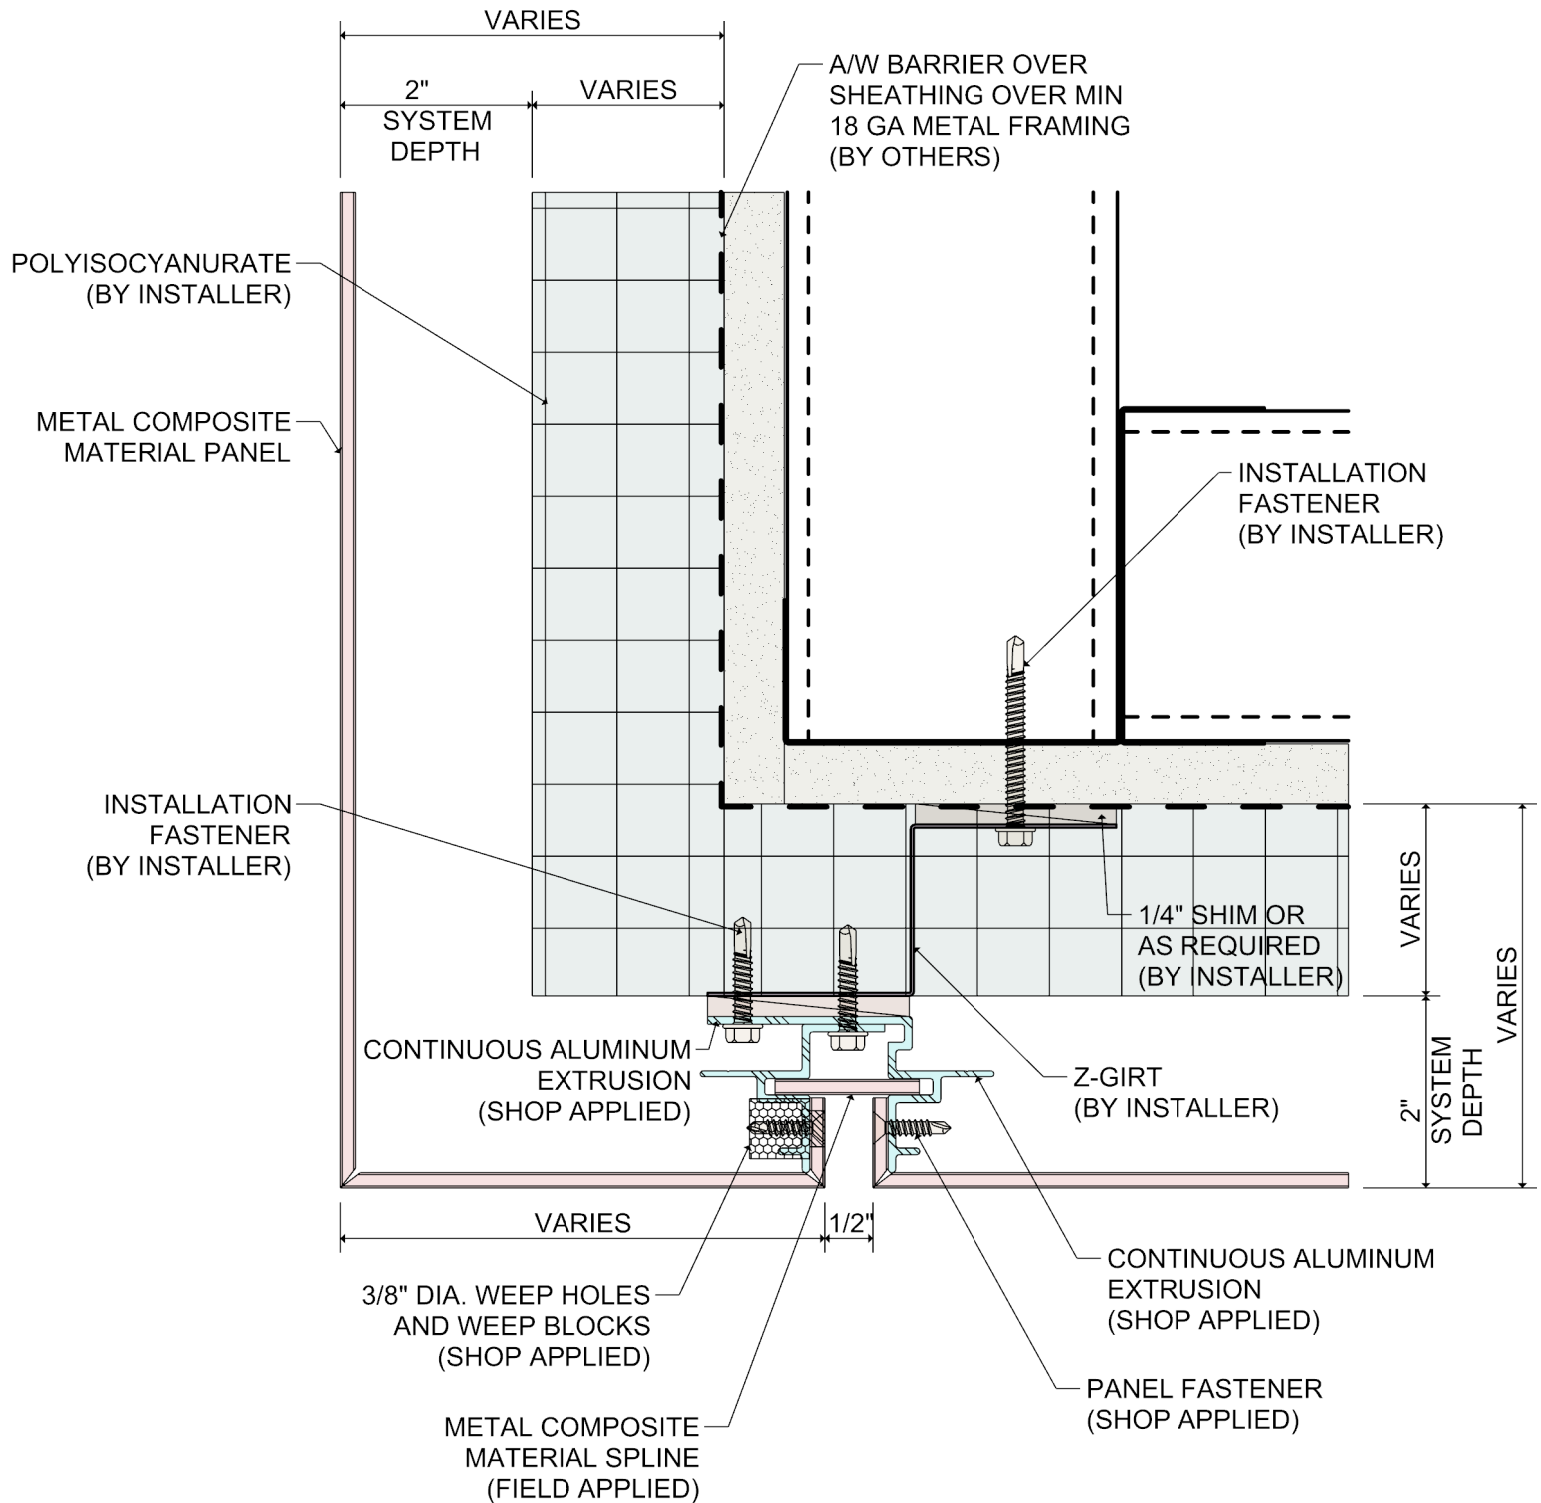 VARIES
2"
SYSTEM
DEPTH
VARIES
A/W BARRIER OVER
SHEATHING OVER MIN
18 GA METAL FRAMING
(BY OTHERS)
POLYISOCYANURATE
(BY INSTALLER)
METAL COMPOSITE
MATERIAL PANEL
INSTALLATION
FASTENER
(BY INSTALLER)
INSTALLATION
FASTENER
(BY INSTALLER)
1/4" SHIM OR
AS REQUIRED
(BY INSTALLER)
VARIES
VARIES
2"
SYSTEM
DEPTH
CONTINUOUS ALUMINUM
EXTRUSION
(SHOP APPLIED)
Z-GIRT
(BY INSTALLER)
VARIES
1/2"
3/8" DIA. WEEP HOLES
AND WEEP BLOCKS
(SHOP APPLIED)
CONTINUOUS ALUMINUM
EXTRUSION
(SHOP APPLIED)
PANEL FASTENER
(SHOP APPLIED)
METAL COMPOSITE
MATERIAL SPLINE
(FIELD APPLIED)